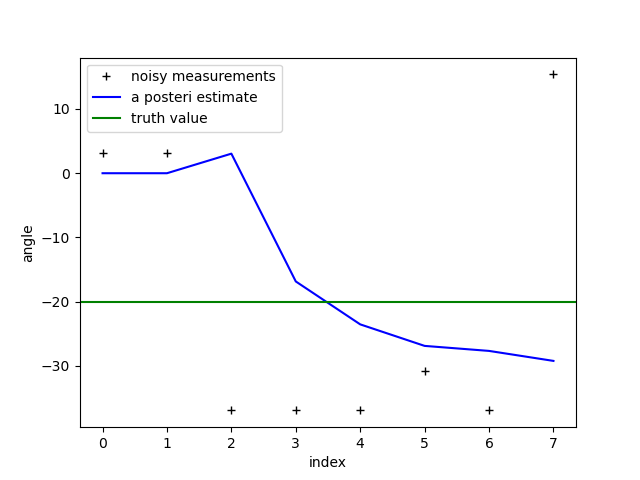 noisy measurements
a posteri estimate
truth value
10
0
−10
−20
−30
angle
0 1 2 3 4 5 6 7
index